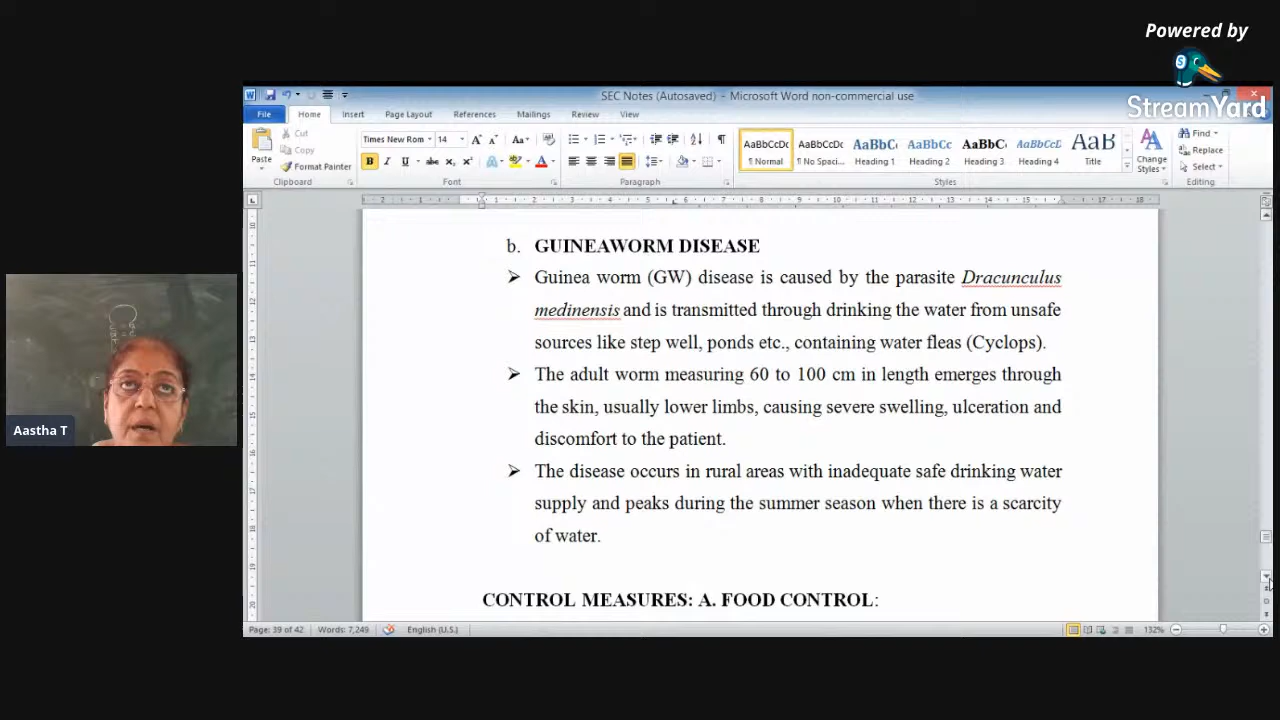 Powered by
StreamYard
SEC Notes (Autosaved) - Microsoft Word non-commercial use
File Home Insert Page Layout References Mailings Review View
Cut
Copy
Paste
Format Painter
Times New Rom 14
Change Styles
AaBbCcDc AaBbCcDc AaBbC AaBbCc AaBbC AaBbCcDc AaB
¶ Normal ¶ No Spaci... Heading 1 Heading 2 Heading 3 Heading 4 Title
Find
Replace
Select
Clipboard Font Paragraph Styles Editing
b. GUINEAWORM DISEASE
Guinea worm (GW) disease is caused by the parasite Dracunculus
medinensis and is transmitted through drinking the water from unsafe
sources like step well, ponds etc., containing water fleas (Cyclops).
The adult worm measuring 60 to 100 cm in length emerges through
the skin, usually lower limbs, causing severe swelling, ulceration and
discomfort to the patient.
The disease occurs in rural areas with inadequate safe drinking water
supply and peaks during the summer season when there is a scarcity
of water.
CONTROL MEASURES: A. FOOD CONTROL:
Aastha T
Page: 39 of 42 Words: 7,249 English (U.S.) 132%